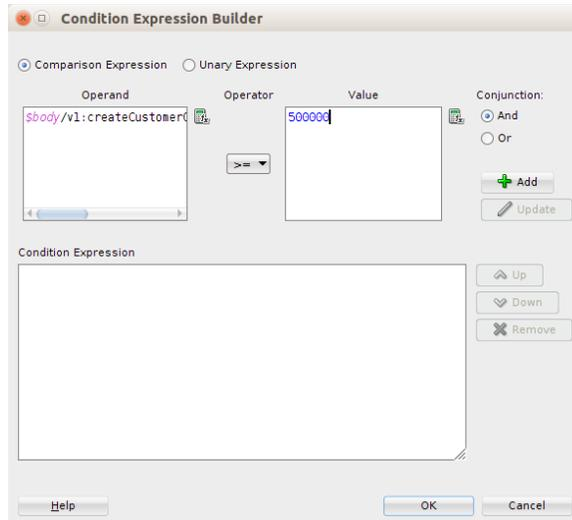 Condition Expression Builder
Comparison Expression Unary Expression
Operand Operator Value Conjunction:
$body/v1:createCustomer >= 500000 And
Or
Add
Update
Condition Expression
Up
Down
Remove
Help OK Cancel